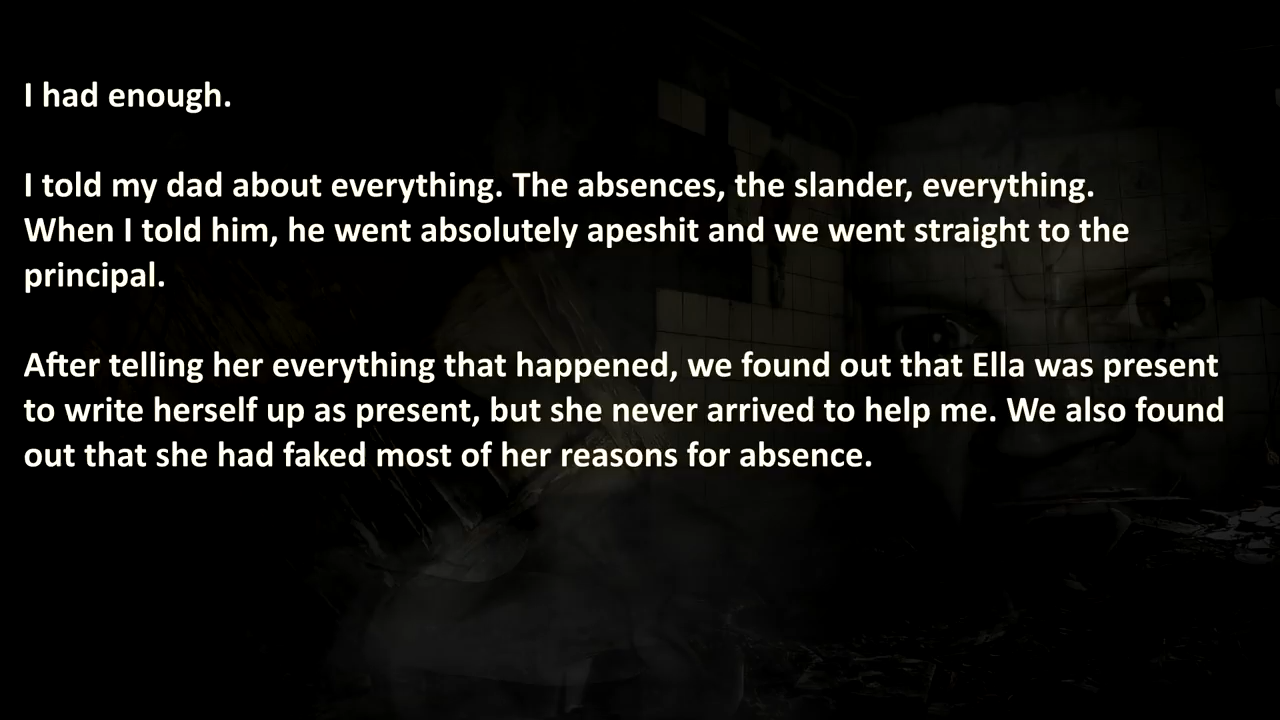 I had enough.
I told my dad about everything. The absences, the slander, everything.
When I told him, he went absolutely apeshit and we went straight to the
principal.
After telling her everything that happened, we found out that Ella was present
to write herself up as present, but she never arrived to help me. We also found
out that she had faked most of her reasons for absence.